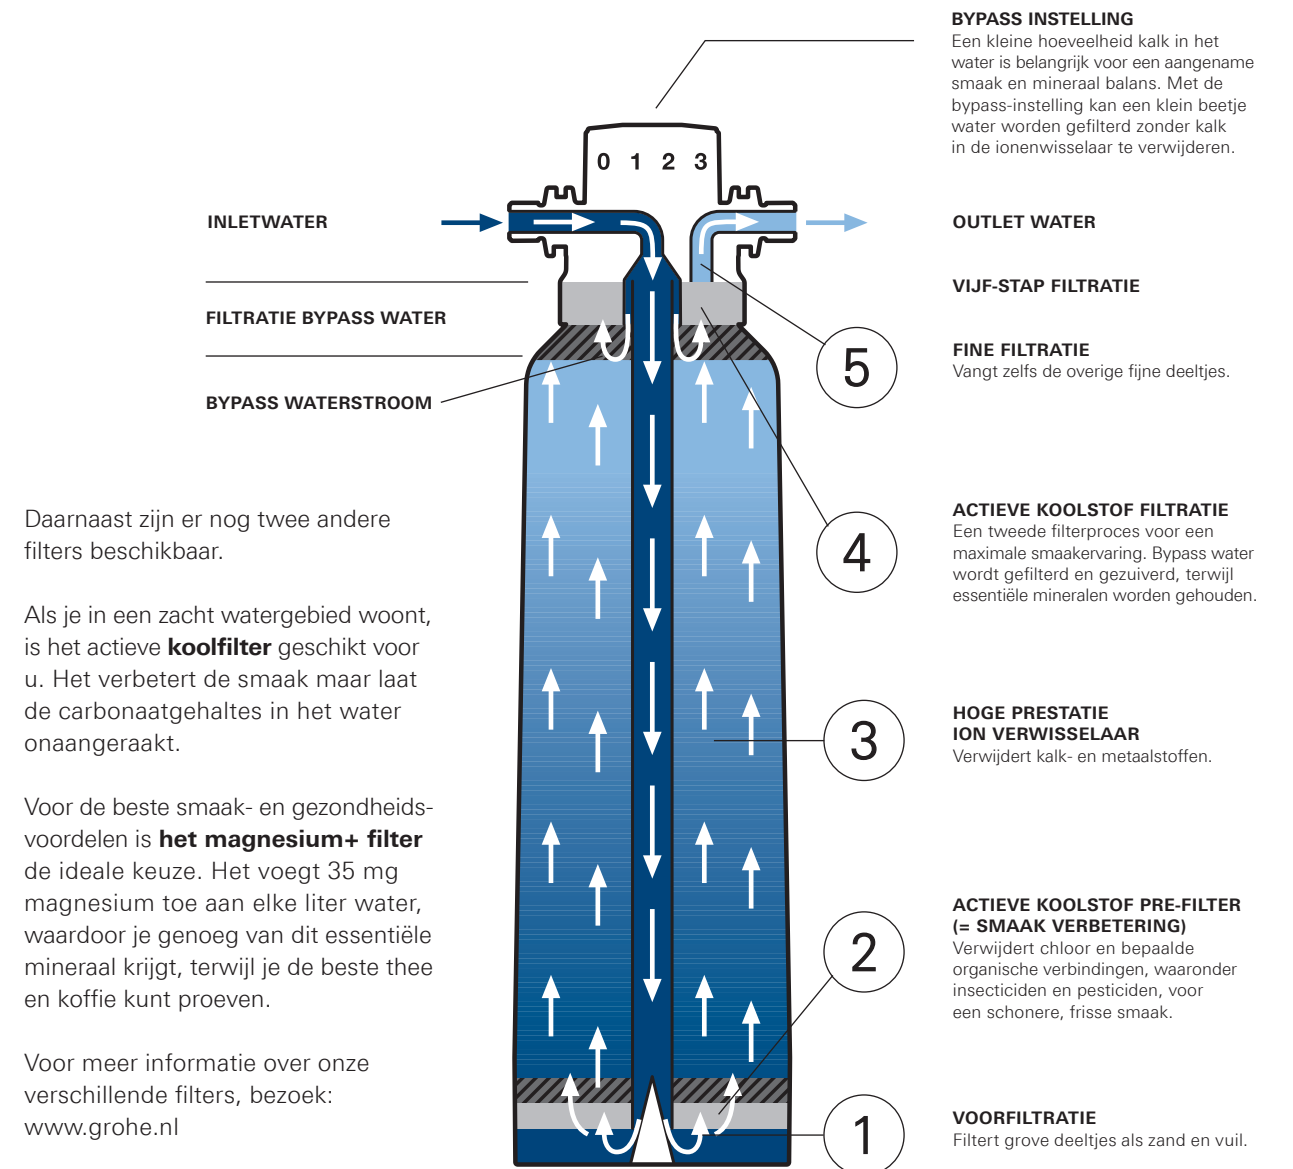 BYPASS INSTELLING
Een kleine hoeveelheid kalk in het
water is belangrijk voor een aangename
smaak en mineraal balans. Met de
bypass-instelling kan een klein beetje
water worden gefilterd zonder kalk
in de ionenwisselaar te verwijderen.
0 1 2 3
INLETWATER
OUTLET WATER
VIJF-STAP FILTRATIE
FILTRATIE BYPASS WATER
BYPASS WATERSTROOM
5
FINE FILTRATIE
Vangt zelfs de overige fijne deeltjes.
4
ACTIEVE KOOLSTOF FILTRATIE
Een tweede filterproces voor een
maximale smaakervaring. Bypass water
wordt gefilterd en gezuiverd, terwijl
essentiële mineralen worden gehouden.
3
HOGE PRESTATIE
ION VERWISSELAAR
Verwijdert kalk- en metaalstoffen.
2
ACTIEVE KOOLSTOF PRE-FILTER
(= SMAAK VERBETERING)
Verwijdert chloor en bepaalde
organische verbindingen, waaronder
insecticiden en pesticiden, voor
een schonere, frisse smaak.
1
VOORFILTRATIE
Filtert grove deeltjes als zand en vuil.
Daarnaast zijn er nog twee andere
filters beschikbaar.
Als je in een zacht watergebied woont,
is het actieve koolfilter geschikt voor
u. Het verbetert de smaak maar laat
de carbonaatgehaltes in het water
onaangeraakt.
Voor de beste smaak- en gezondheids-
voordelen is het magnesium+ filter
de ideale keuze. Het voegt 35 mg
magnesium toe aan elke liter water,
waardoor je genoeg van dit essentiële
mineraal krijgt, terwijl je de beste thee
en koffie kunt proeven.
Voor meer informatie over onze
verschillende filters, bezoek:
www.grohe.nl